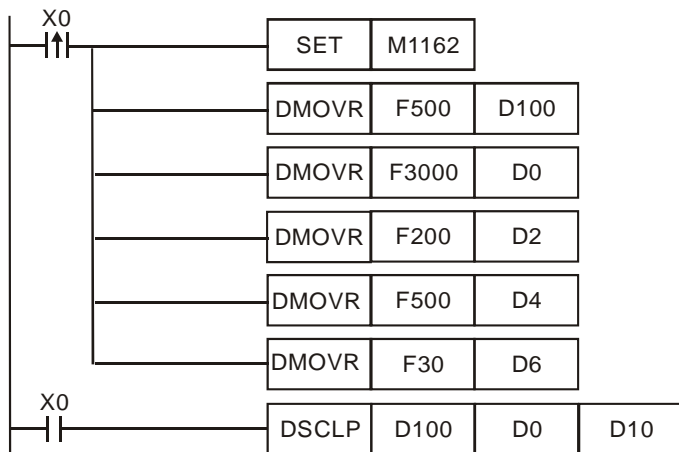 X0
SET M1162
DMOVR F500 D100
DMOVR F3000 D0
DMOVR F200 D2
DMOVR F500 D4
DMOVR F30 D6
X0
DSCLP D100 D0 D10